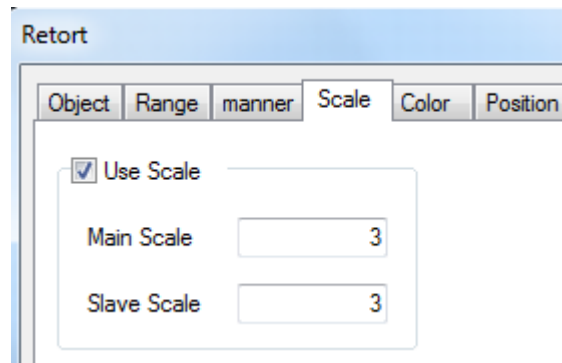 Retort
Object Range manner Scale Color Position
Use Scale
Main Scale 3
Slave Scale 3